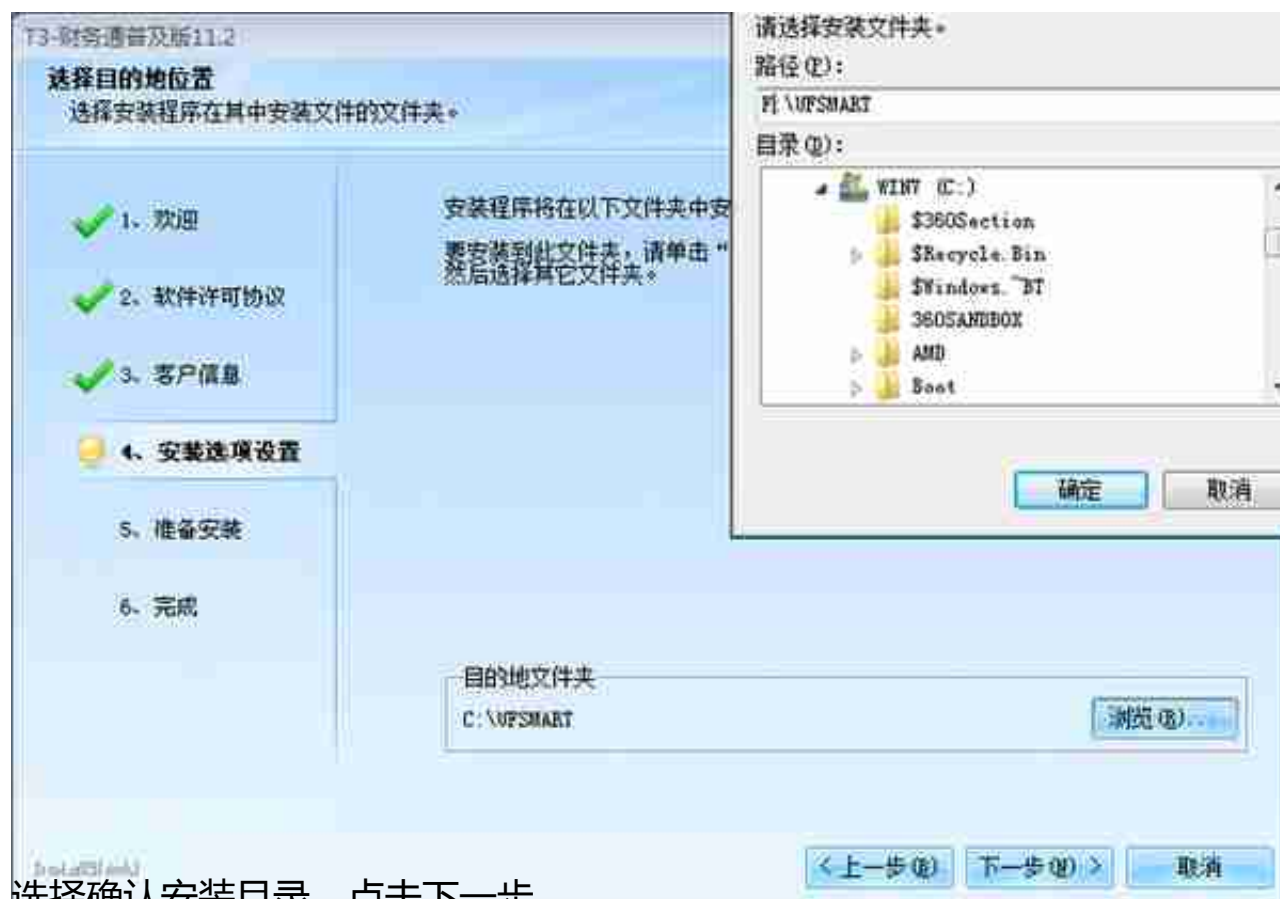 T3-财务通普及版11.2
选择目的地位置
选择安装程序在其中安装文件的文件夹。
1、欢迎
2、软件许可协议
3、客户信息
4、安装选项设置
5、准备安装
6、完成
安装程序将在以下文件夹中安
要安装到此文件夹，请单击“
然后选择其它文件夹。
请选择安装文件夹。
路径(P):
\UFSMART
目录(D):
WIN7 (C:)
$360Section
$Recycle.Bin
$Windows.~BT
360SANDBOX
AMD
Boot
确定
取消
目的地文件夹
C:\UFSMART
浏览(R)...
InstallShield
<上一步(B)
下一步(N)>
取消
选择确认安装目录，点击下一步